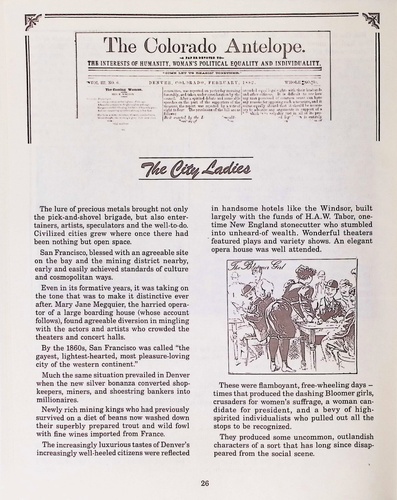 The Colorado Antelope.
A PAPER DEVOTED TO
THE INTERESTS OF HUMANITY, WOMAN'S POLITICAL EQUALITY AND INDIVIDUALITY.
"COME LET US REASON TOGETHER."
DENVER, COLORADO, FEBRUARY,
The Coming Woman.
The City Ladies
The lure of precious metals brought not only
the pick-and-shovel brigade, but also enter-
tainers, artists, speculators and the well-to-do.
Civilized cities grew where once there had
been nothing but open space.
San Francisco, blessed with an agreeable site
on the bay and the mining district nearby,
early and easily achieved standards of culture
and cosmopolitan ways.
Even in its formative years, it was taking on
the tone that was to make it distinctive ever
after. Mary Jane Megquier, the harried opera-
tor of a large boarding house (whose account
follows), found agreeable diversion in mingling
with the actors and artists who crowded the
theaters and concert halls.
By the 1860s, San Francisco was called "the
gayest, lightest-hearted, most pleasure-loving
city of the western continent."
Much the same situation prevailed in Denver
when the new silver bonanza converted shop-
keepers, miners, and shoestring bankers into
millionaires.
Newly rich mining kings who had previously
survived on a diet of beans now washed down
their superbly prepared trout and wild fowl
with fine wines imported from France.
The increasingly luxurious tastes of Denver's
increasingly well-heeled citizens were reflected
in handsome hotels like the Windsor, built
largely with the funds of H.A.W. Tabor, one-
time New England stonecutter who stumbled
into unheard-of wealth. Wonderful theaters
featured plays and variety shows. An elegant
opera house was well attended.
The Bloomer Girl
These were flamboyant, free-wheeling days –
times that produced the dashing Bloomer girls,
crusaders for women's suffrage, a woman can-
didate for president, and a bevy of high-
spirited individuals who pulled out all the
stops to be recognized.
They produced some uncommon, outlandish
characters of a sort that has long since disap-
peared from the social scene.
26